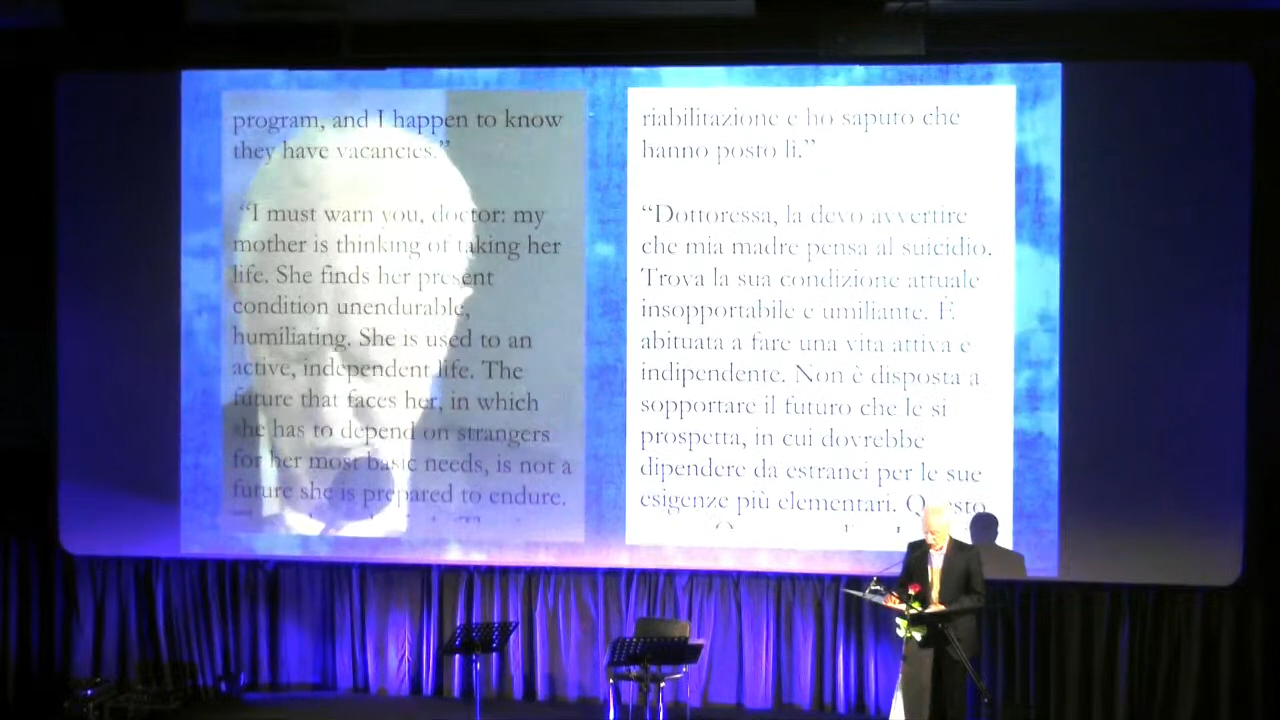 program, and I happen to know
they have vacancies.”
“I must warn you, doctor: my
mother is thinking of taking her
life. She finds her present
condition unendurable,
humiliating. She is used to an
active, independent life. The
future that faces her, in which
she has to depend on strangers
for her most basic needs, is not a
future she is prepared to endure.
riabilitazione e ho saputo che
hanno posto lì.”
“Dottoressa, la devo avvertire
che mia madre pensa al suicidio.
Trova la sua condizione attuale
insopportabile e umiliante. È
abituata a fare una vita attiva e
indipendente. Non è disposta a
sopportare il futuro che le si
prospetta, in cui dovrebbe
dipendere da estranei per le sue
esigenze più elementari. Questo